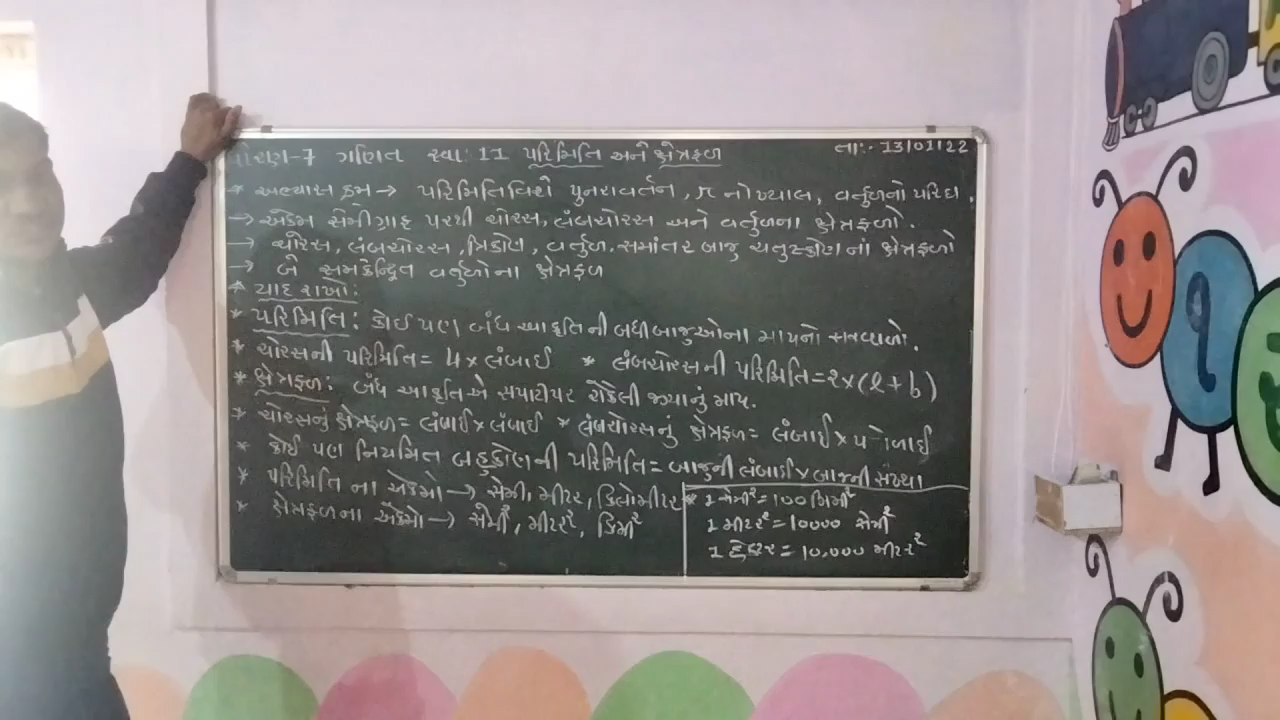 ધોરણ-7 ગણિત સ્વા: 11 પરિમિતિ અને ક્ષેત્રફળ તા:- 13/01/22
* અભ્યાસ ક્રમ → પરિમિતિ વિશે પુનરાવર્તન, π નો ખ્યાલ, વર્તુળનો પરિઘ.
→ એકમ સેમીગ્રાફ પરથી ચોરસ, લંબચોરસ અને વર્તુળના ક્ષેત્રફળો.
→ ચોરસ, લંબચોરસ, ત્રિકોણ, વર્તુળ. સમાંતર બાજુ ચતુષ્કોણ નાં ક્ષેત્રફળો
→ બે સમકેન્દ્રિત વર્તુળોના ક્ષેત્રફળ
* યાદ રાખો:
* પરિમિતિ: કોઈ પણ બંધ આકૃતિ ની બધી બાજુઓના માપનો સરવાળો.
* ચોરસની પરિમિતિ = 4 × લંબાઈ * લંબચોરસ ની પરિમિતિ = 2 × (l + b)
* ક્ષેત્રફળ: બંધ આકૃતિએ સપાટી પર રોકેલી જગ્યાનું માપ.
* ચોરસનું ક્ષેત્રફળ = લંબાઈ × લંબાઈ * લંબચોરસનું ક્ષેત્રફળ = લંબાઈ × પહોળાઈ
* કોઈ પણ નિયમિત બહુકોણની પરિમિતિ = બાજુની લંબાઈ × બાજુની સંખ્યા
* પરિમિતિ ના એકમો → સેમી, મીટર, કિલોમીટર
* ક્ષેત્રફળના એકમો → સેમી², મીટર², કિમી²
* 1 સેમી² = 100 મિમી²
1 મીટર² = 10000 સેમી²
1 હેક્ટર = 10,000 મીટર²